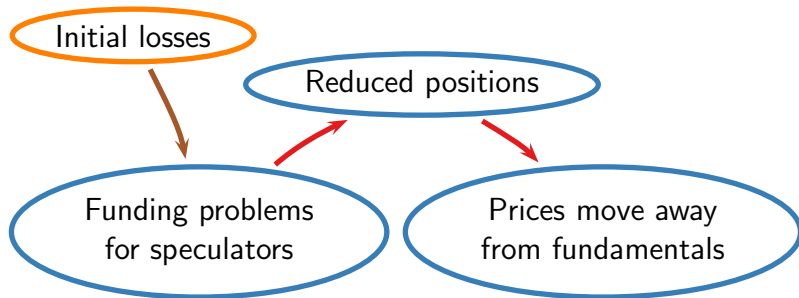 Initial losses
Reduced positions
Funding problems
for speculators
Prices move away
from fundamentals